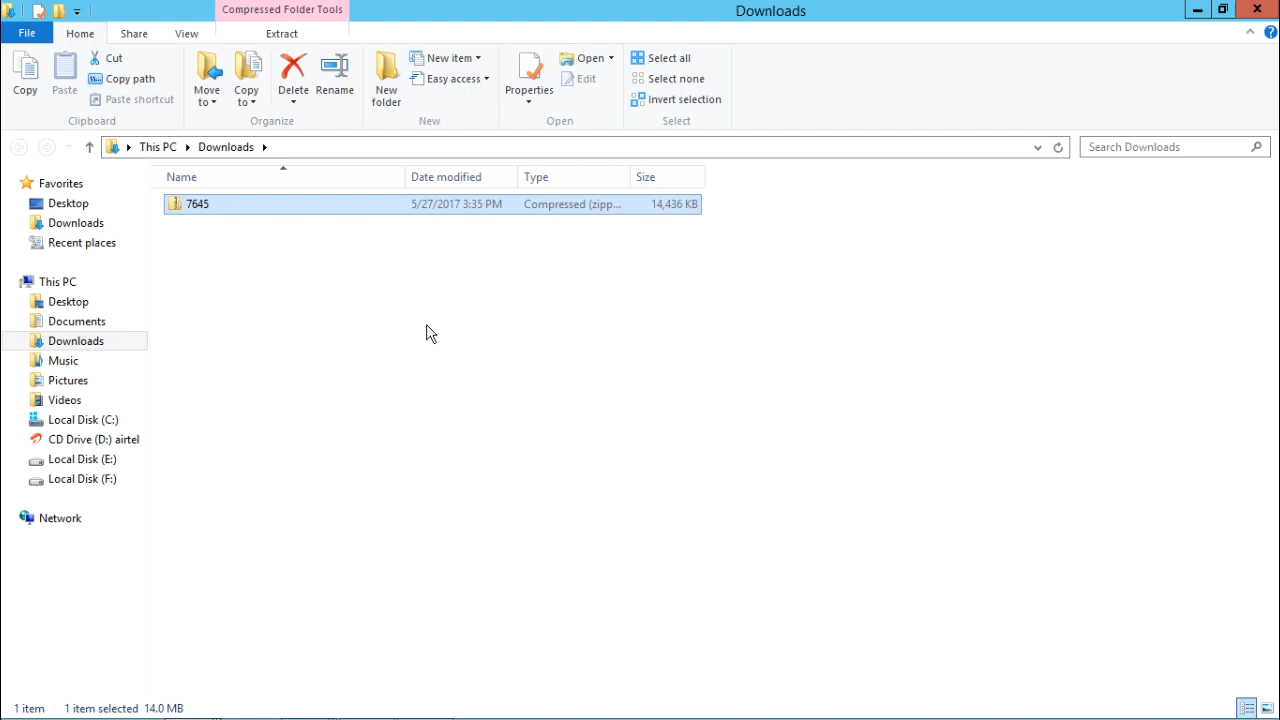 Compressed Folder Tools
Downloads
File
Home
Share
View
Extract
Copy
Paste
Cut
Copy path
Paste shortcut
Clipboard
Move to
Copy to
Delete
Rename
Organize
New folder
New item
Easy access
New
Properties
Open
Edit
Open
Select all
Select none
Invert selection
Select
This PC
Downloads
Search Downloads
Name
Date modified
Type
Size
7645
5/27/2017 3:35 PM
Compressed (zipp...
14,436 KB
Favorites
Desktop
Downloads
Recent places
This PC
Desktop
Documents
Downloads
Music
Pictures
Videos
Local Disk (C:)
CD Drive (D:) airtel
Local Disk (E:)
Local Disk (F:)
Network
1 item
1 item selected 14.0 MB